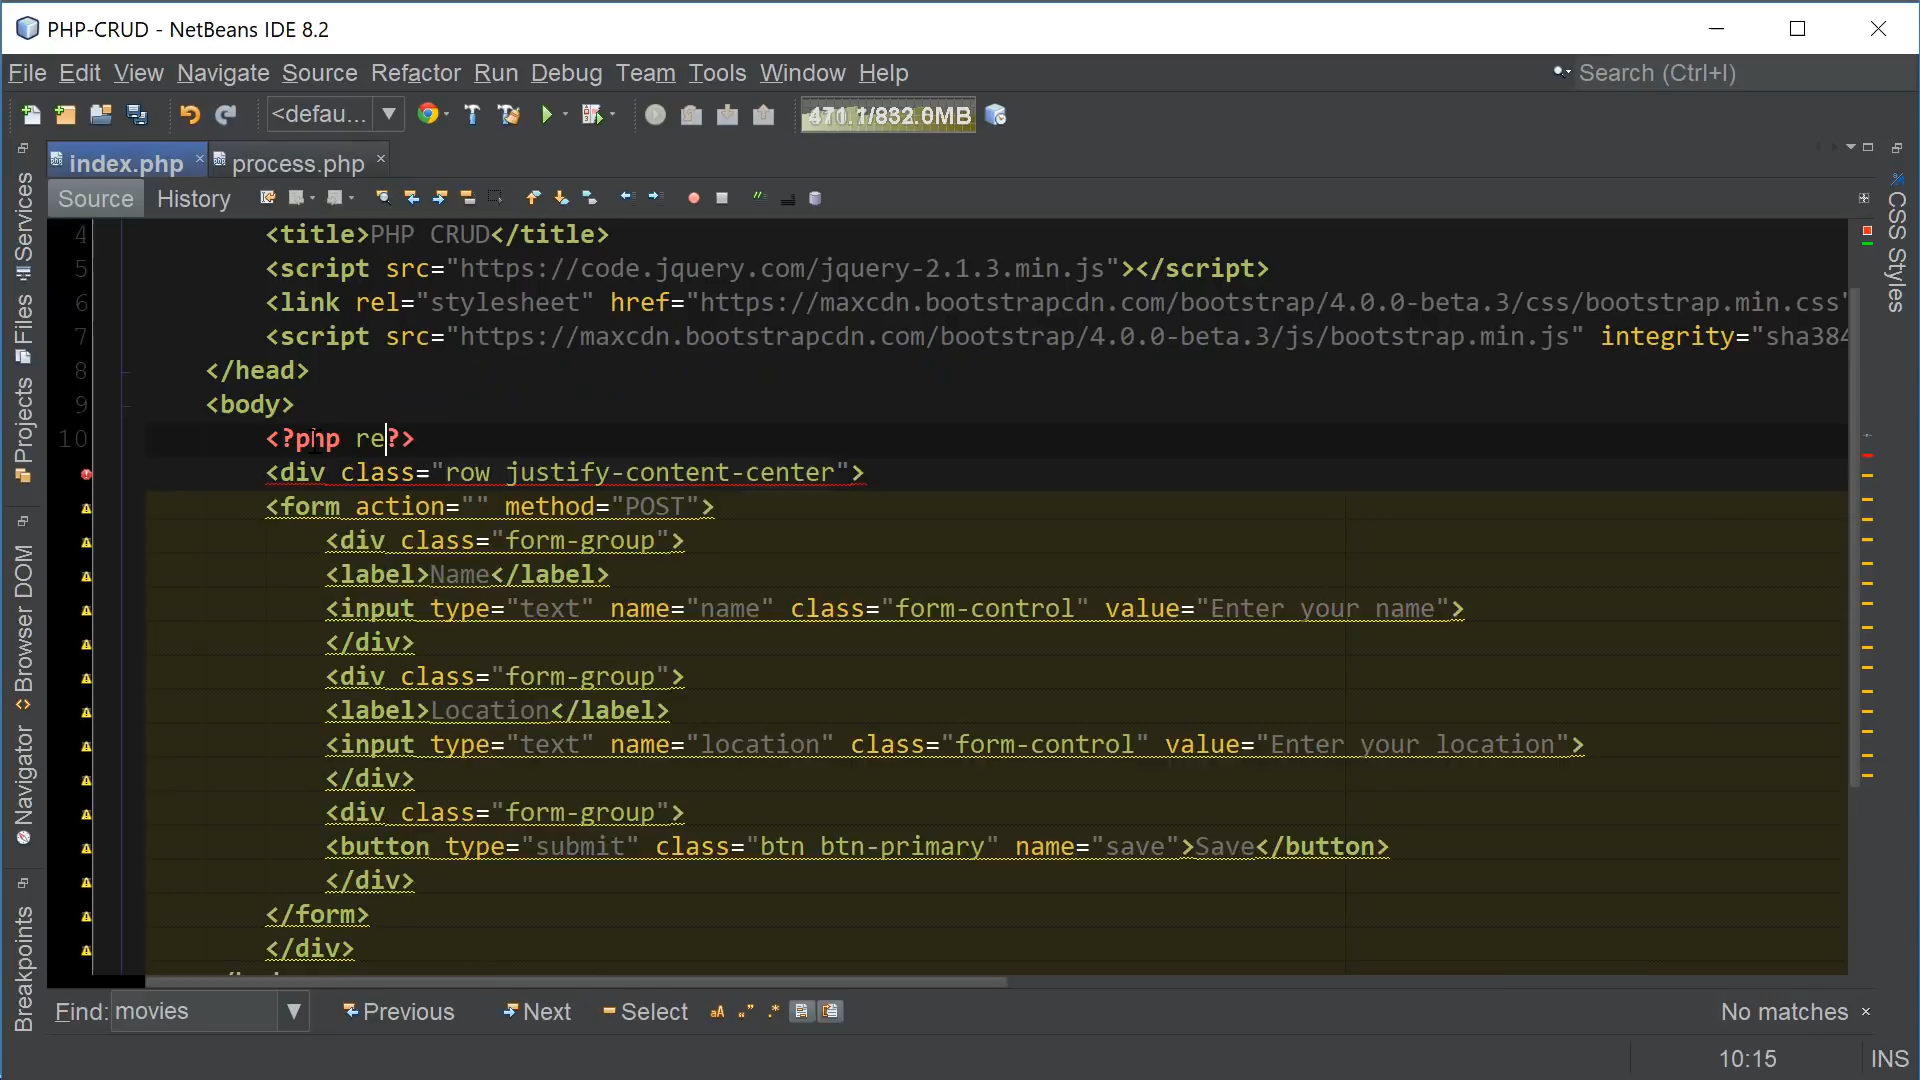 PHP-CRUD - NetBeans IDE 8.2
File Edit View Navigate Source Refactor Run Debug Team Tools Window Help
Search (Ctrl+I)
<defau...
471.1/832.0MB
index.php
process.php
Source History
Services
Files
Projects
Browser DOM
Navigator
Breakpoints
CSS Styles
4 <title>PHP CRUD</title>
5 <script src="https://code.jquery.com/jquery-2.1.3.min.js"></script>
6 <link rel="stylesheet" href="https://maxcdn.bootstrapcdn.com/bootstrap/4.0.0-beta.3/css/bootstrap.min.css"
7 <script src="https://maxcdn.bootstrapcdn.com/bootstrap/4.0.0-beta.3/js/bootstrap.min.js" integrity="sha384
8 </head>
9 <body>
10 <?php re?>
<div class="row justify-content-center">
<form action="" method="POST">
<div class="form-group">
<label>Name</label>
<input type="text" name="name" class="form-control" value="Enter your name">
</div>
<div class="form-group">
<label>Location</label>
<input type="text" name="location" class="form-control" value="Enter your location">
</div>
<div class="form-group">
<button type="submit" class="btn btn-primary" name="save">Save</button>
</div>
</form>
</div>
Find: movies Previous Next Select No matches
10:15 INS